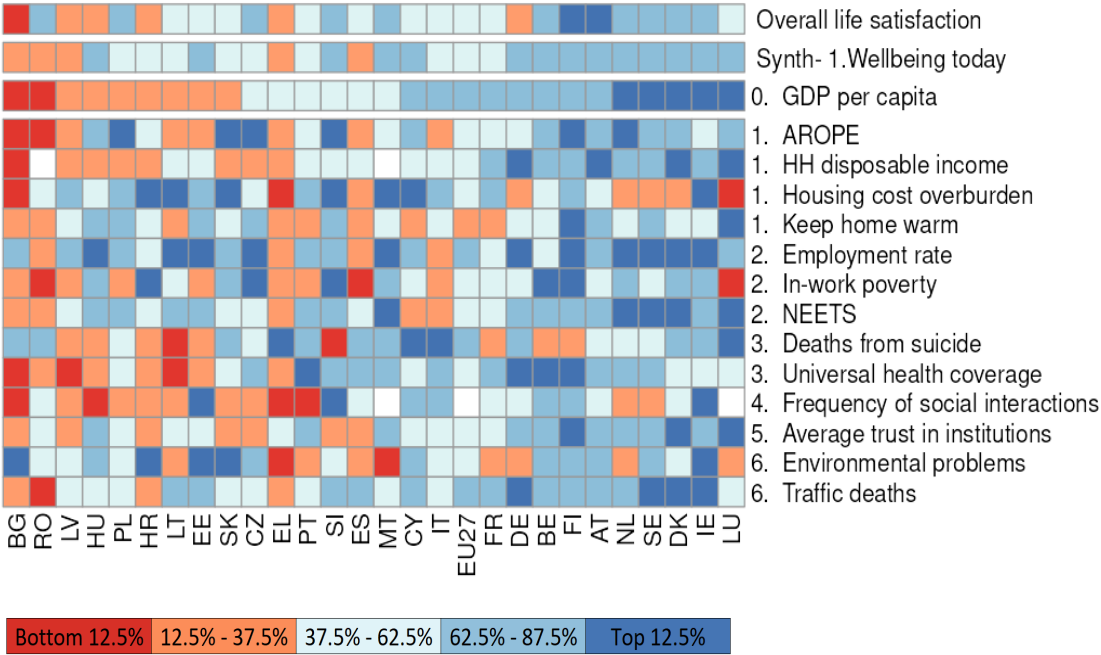 Overall life satisfaction
Synth- 1.Wellbeing today
0. GDP per capita
1. AROPE
1. HH disposable income
1. Housing cost overburden
1. Keep home warm
2. Employment rate
2. In-work poverty
2. NEETS
3. Deaths from suicide
3. Universal health coverage
4. Frequency of social interactions
5. Average trust in institutions
6. Environmental problems
6. Traffic deaths
BG RO LV HU PL HR LT EE SK CZ EL PT SI ES MT CY IT EU27 FR DE BE FI AT NL SE DK IE LU
Bottom 12.5% 12.5% - 37.5% 37.5% - 62.5% 62.5% - 87.5% Top 12.5%